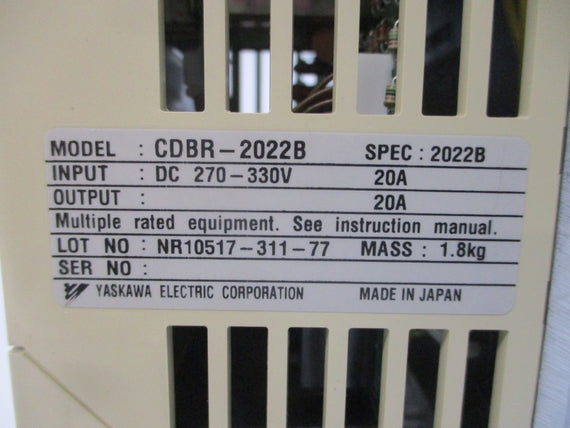 MODEL : CDBR-2022B SPEC : 2022B
INPUT : DC 270-330V 20A
OUTPUT : 20A
Multiple rated equipment. See instruction manual.
LOT NO : NR10517-311-77 MASS : 1.8kg
SER NO :
YASKAWA ELECTRIC CORPORATION MADE IN JAPAN